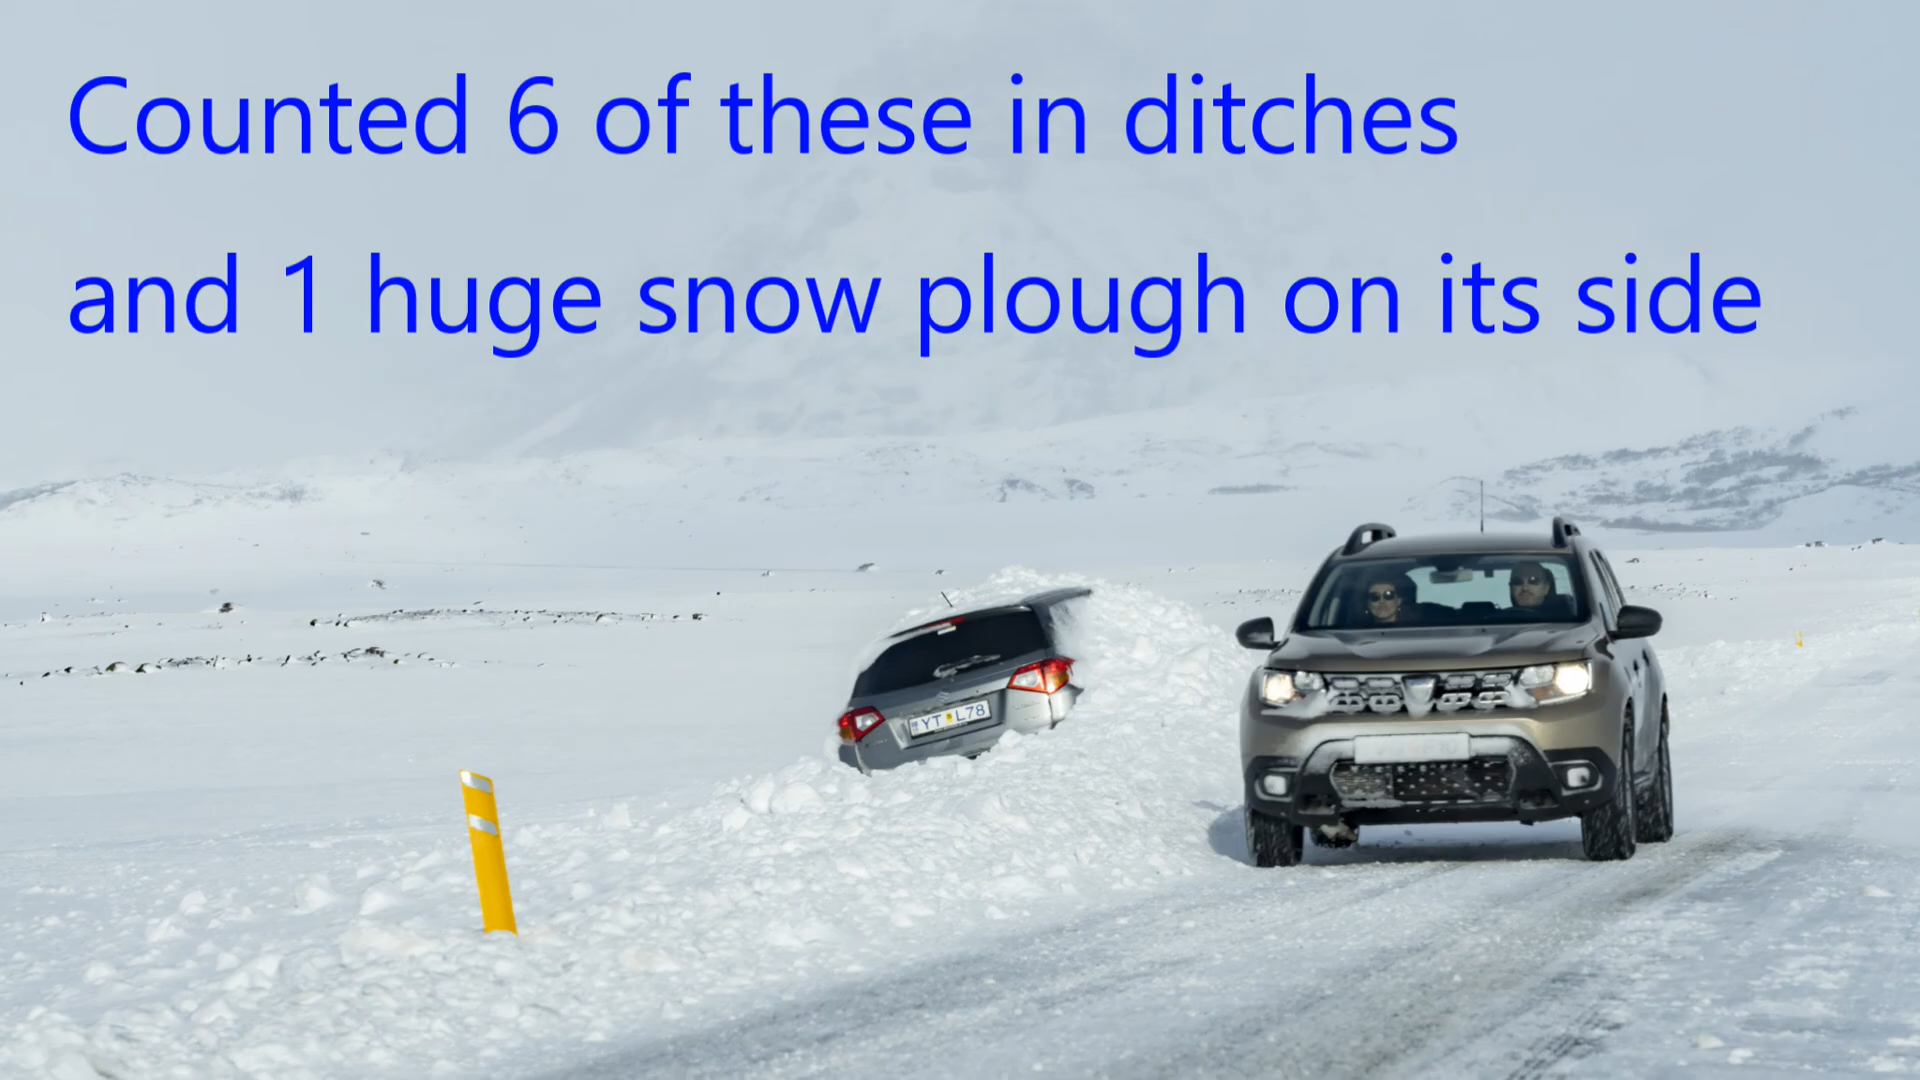 Counted 6 of these in ditches
and 1 huge snow plough on its side
YT L78